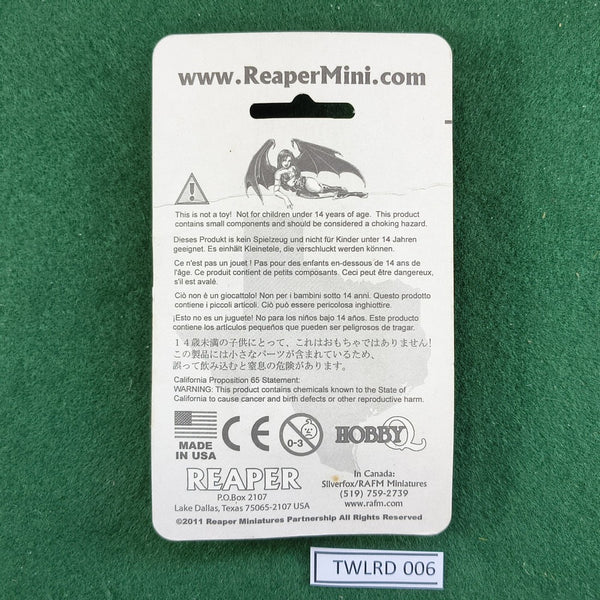 www.ReaperMini.com
This is not a toy! Not for children under 14 years of age. This product
contains small components and should be considered a choking hazard.
Dieses Produkt is kein Spielzeug und nicht für Kinder unter 14 Jahren
geeignet. Es einhält Kleinetele, die verschluckt werden können.
Ce n'est pas un jouet ! Pas pour des enfants en-dessous de 14 ans de
l'âge. Ce produit contient de petits composants. Ceci peut être dangereux,
s'il est avalé.
Ciò non è un giocattolo! Non per i bambini sotto 14 anni. Questo prodotto
contiene i piccoli articoli. Ciò può essere pericolosa inghiottire.
¡Esto no es un juguete! No para los niños bajo 14 años. Este producto
contiene los artículos pequeños que pueden ser peligrosos de tragar.
14歳未満の子供にとって、これはおもちゃではありません!
この製品には小さなパーツが含まれているため、
誤って飲み込むと窒息の危険があります。
California Proposition 65 Statement:
WARNING: This product contains chemicals known to the State of
California to cause cancer and birth defects or other reproductive harm.
MADE
IN USA
CE
0-3
HOBBYQ
REAPER
P.O.Box 2107
Lake Dallas, Texas 75065-2107 USA
In Canada:
Silverfox/RAFM Miniatures
(519) 759-2739
www.rafm.com
©2011 Reaper Miniatures Partnership All Rights Reserved
TWLRD 006